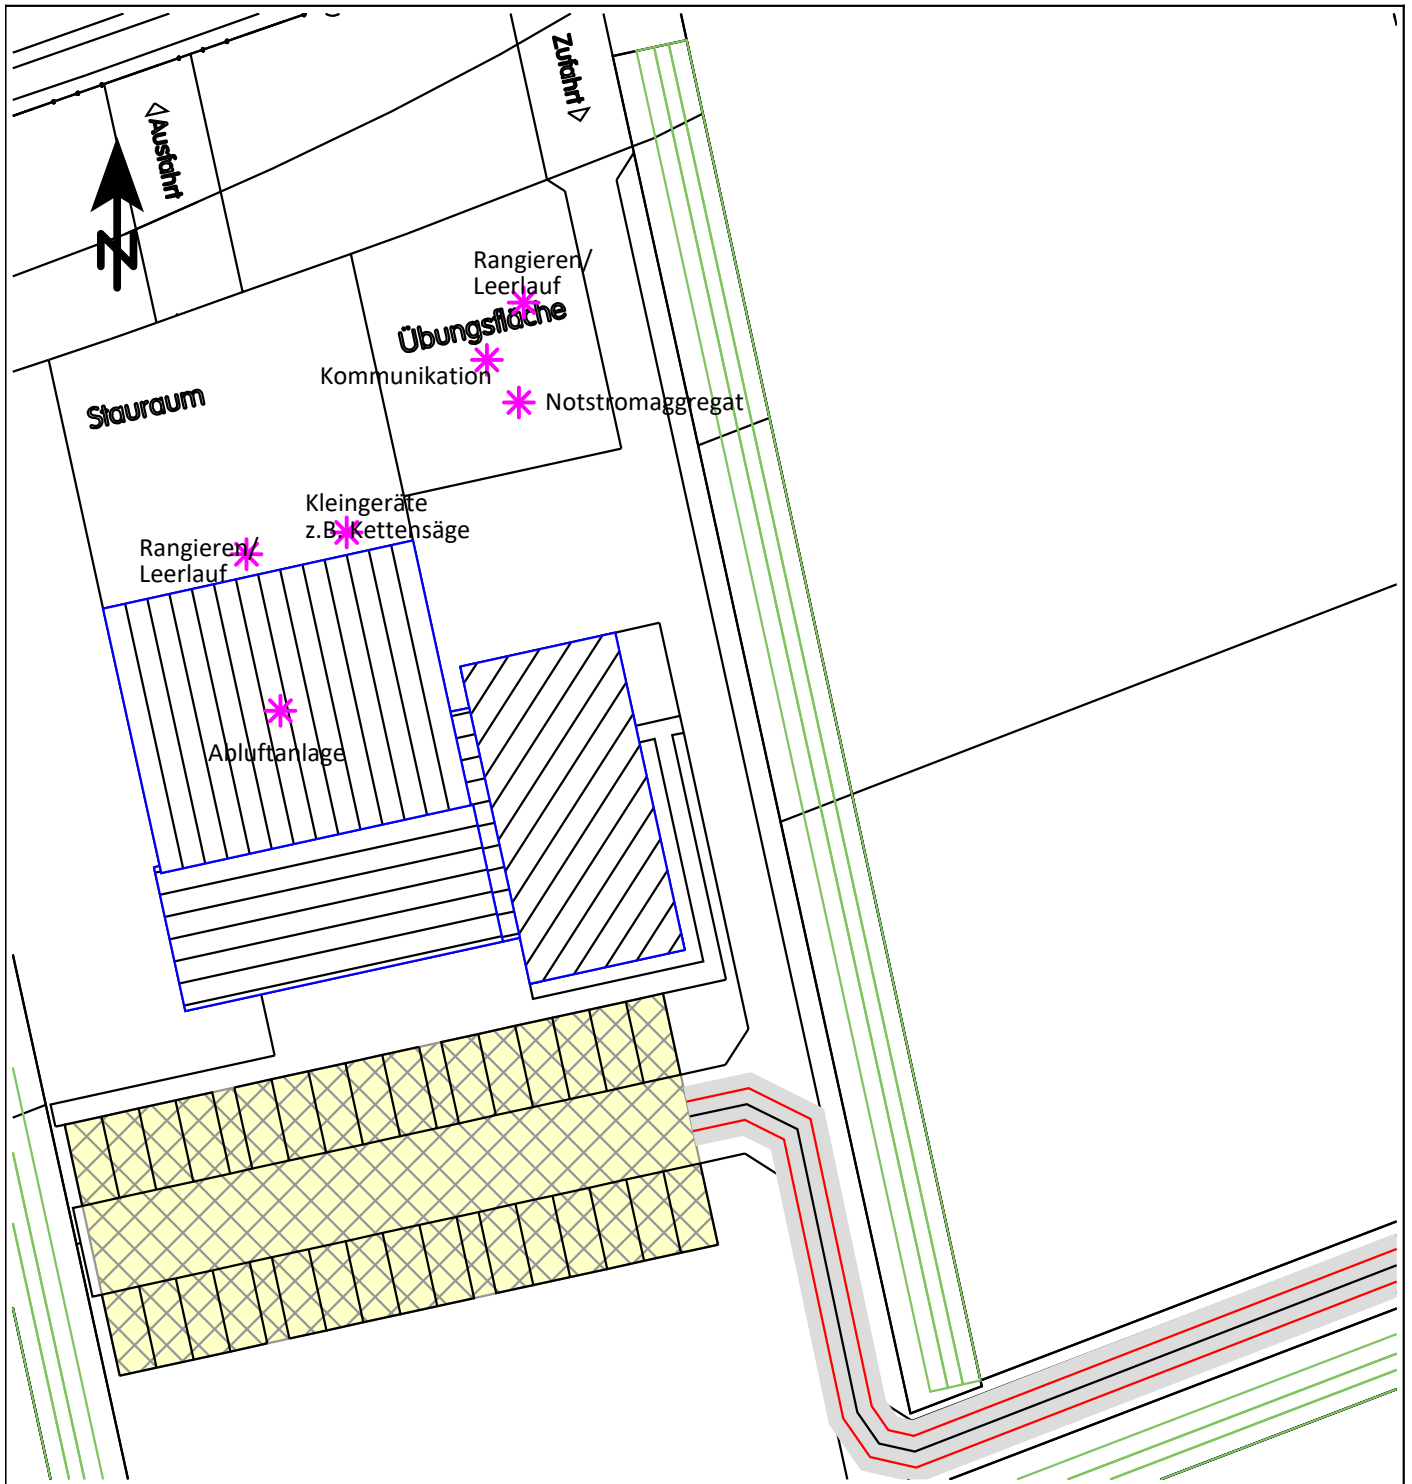 Zufahrt
Ausfahrt
N
Rangieren/
Leerlauf
Übungsfläche
Kommunikation
Notstromaggregat
Stauraum
Kleingeräte
z.B. Kettensäge
Rangieren/
Leerlauf
Abluftanlage